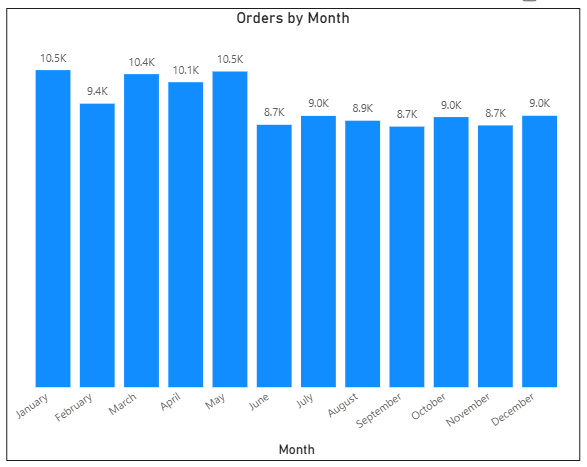 Orders by Month
10.5K
9.4K
10.4K
10.1K
10.5K
8.7K
9.0K
8.9K
8.7K
9.0K
8.7K
9.0K
January
February
March
April
May
June
July
August
September
October
November
December
Month